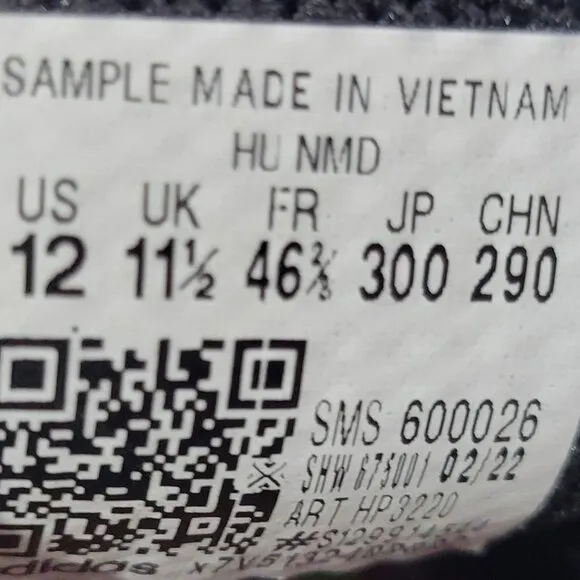 SAMPLE MADE IN VIETNAM
HU NMD
US UK FR JP CHN
12 11½ 46⅔ 300 290
SMS 600026
SHW 675001 02/22
ART HP3220
adidas